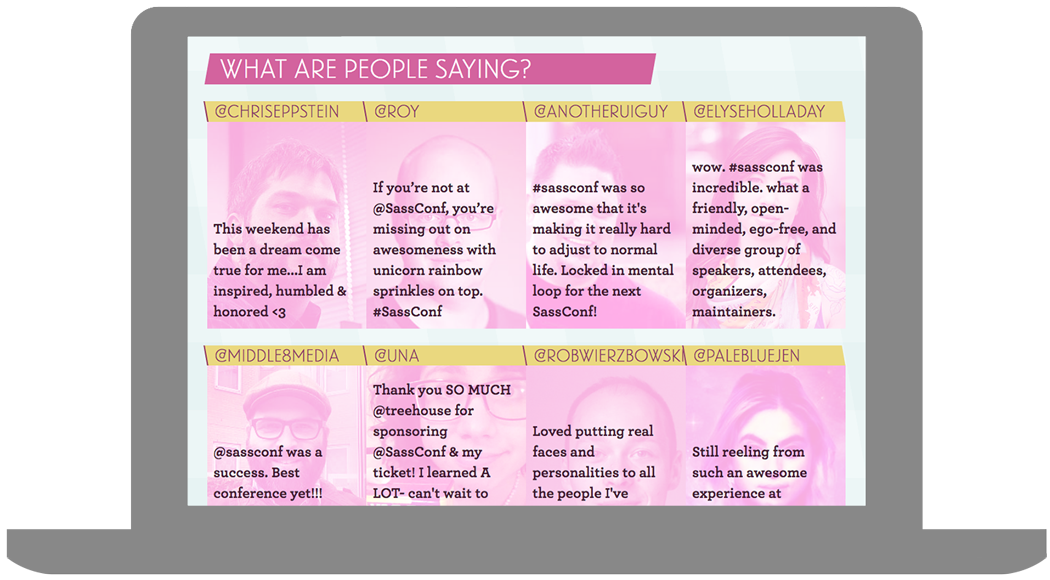 WHAT ARE PEOPLE SAYING?
@CHRISEPPSTEIN
This weekend has
been a dream come
true for me...I am
inspired, humbled &
honored <3
@ROY
If you’re not at
@SassConf, you’re
missing out on
awesomeness with
unicorn rainbow
sprinkles on top.
#SassConf
@ANOTHERUIGUY
#sassconf was so
awesome that it's
making it really hard
to adjust to normal
life. Locked in mental
loop for the next
SassConf!
@ELYSEHOLLADAY
wow. #sassconf was
incredible. what a
friendly, open-
minded, ego-free, and
diverse group of
speakers, attendees,
organizers,
maintainers.
@MIDDLE8MEDIA
@sassconf was a
success. Best
conference yet!!!
@UNA
Thank you SO MUCH
@treehouse for
sponsoring
@SassConf & my
ticket! I learned A
LOT- can't wait to
@ROBWIERZBOWSKI
Loved putting real
faces and
personalities to all
the people I've
@PALEBLUEJEN
Still reeling from
such an awesome
experience at